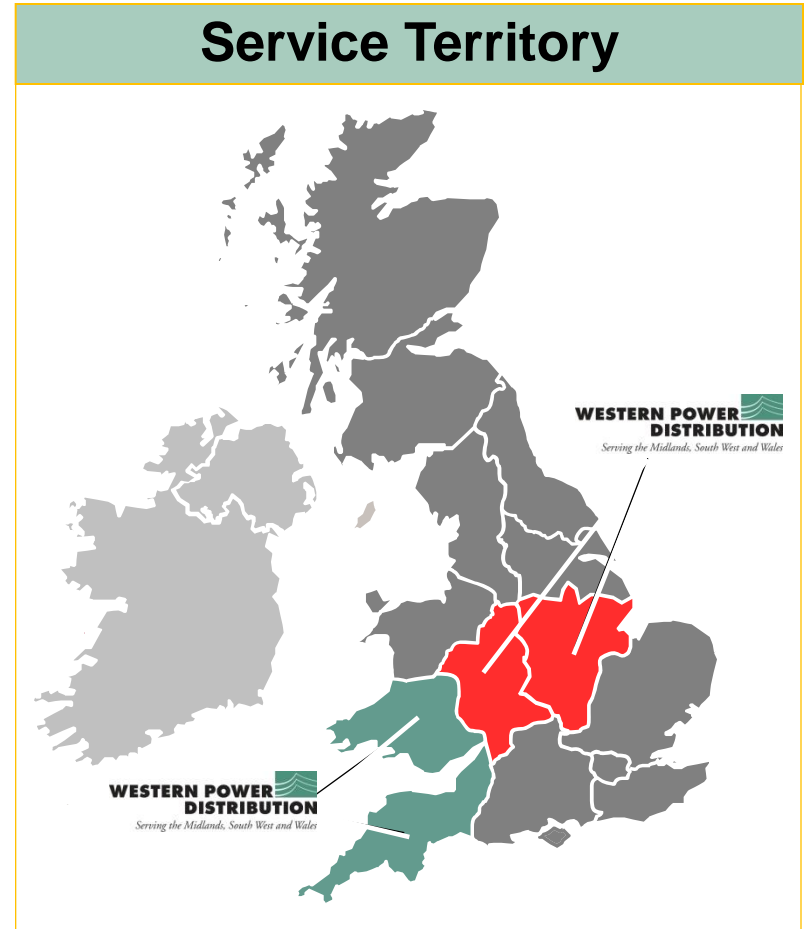 Service Territory
WESTERN POWER
DISTRIBUTION
Serving the Midlands, South West and Wales
WESTERN POWER
DISTRIBUTION
Serving the Midlands, South West and Wales